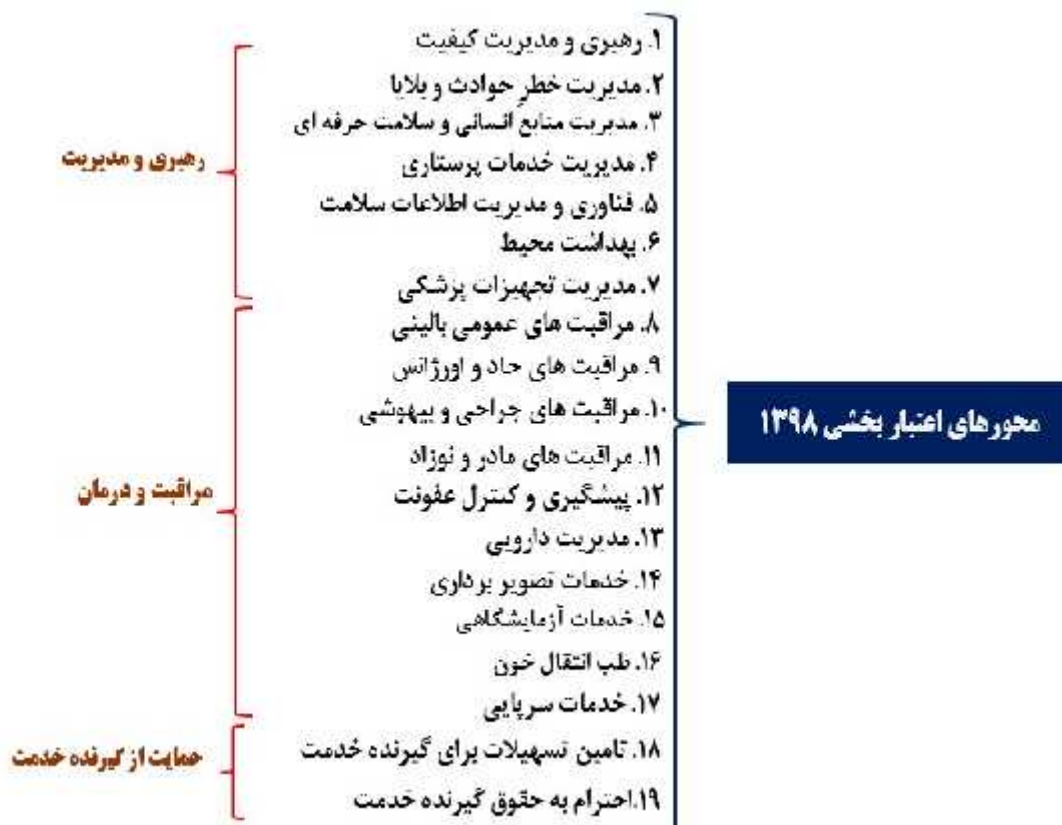 محورهای اعتبار بخشی ۱۳۹۸
۱. رهبری و مدیریت کیفیت
۲. مدیریت خطر حوادث و بلایا
۳. مدیریت منابع انسانی و سلامت حرفه ای
۴. مدیریت خدمات پرستاری
۵. فناوری و مدیریت اطلاعات سلامت
۶. بهداشت محیط
۷. مدیریت تجهیزات پزشکی
۸. مراقبت های عمومی بالینی
۹. مراقبت های حاد و اورژانس
۱۰. مراقبت های جراحی و بیهوشی
۱۱. مراقبت های مادر و نوزاد
۱۲. پیشگیری و کنترل عفونت
۱۳. مدیریت دارویی
۱۴. خدمات تصویر برداری
۱۵. خدمات آزمایشگاهی
۱۶. طب انتقال خون
۱۷. خدمات سرپایی
۱۸. تامین تسهیلات برای گیرنده خدمت
۱۹.احترام به حقوق گیرنده خدمت
رهبری و مدیریت
مراقبت و درمان
حمایت از گیرنده خدمت